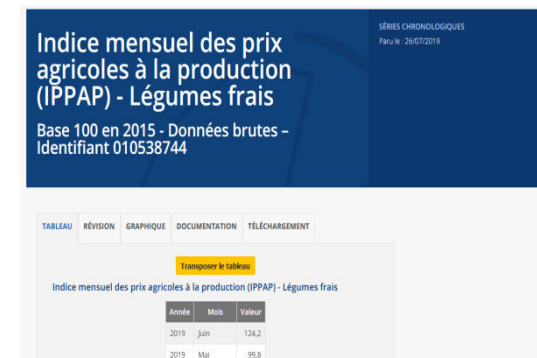 Indice mensuel des prix
agricoles à la production
(IPPAP) - Légumes frais
Base 100 en 2015 - Données brutes –
Identifiant 010538744
SÉRIES CHRONOLOGIQUES
Paru le : 26/07/2019
TABLEAU RÉVISION GRAPHIQUE DOCUMENTATION TÉLÉCHARGEMENT
Transposer le tableau
Indice mensuel des prix agricoles à la production (IPPAP) - Légumes frais
Année Mois Valeur
2019 Juin 124,2
2019 Mai 99,8